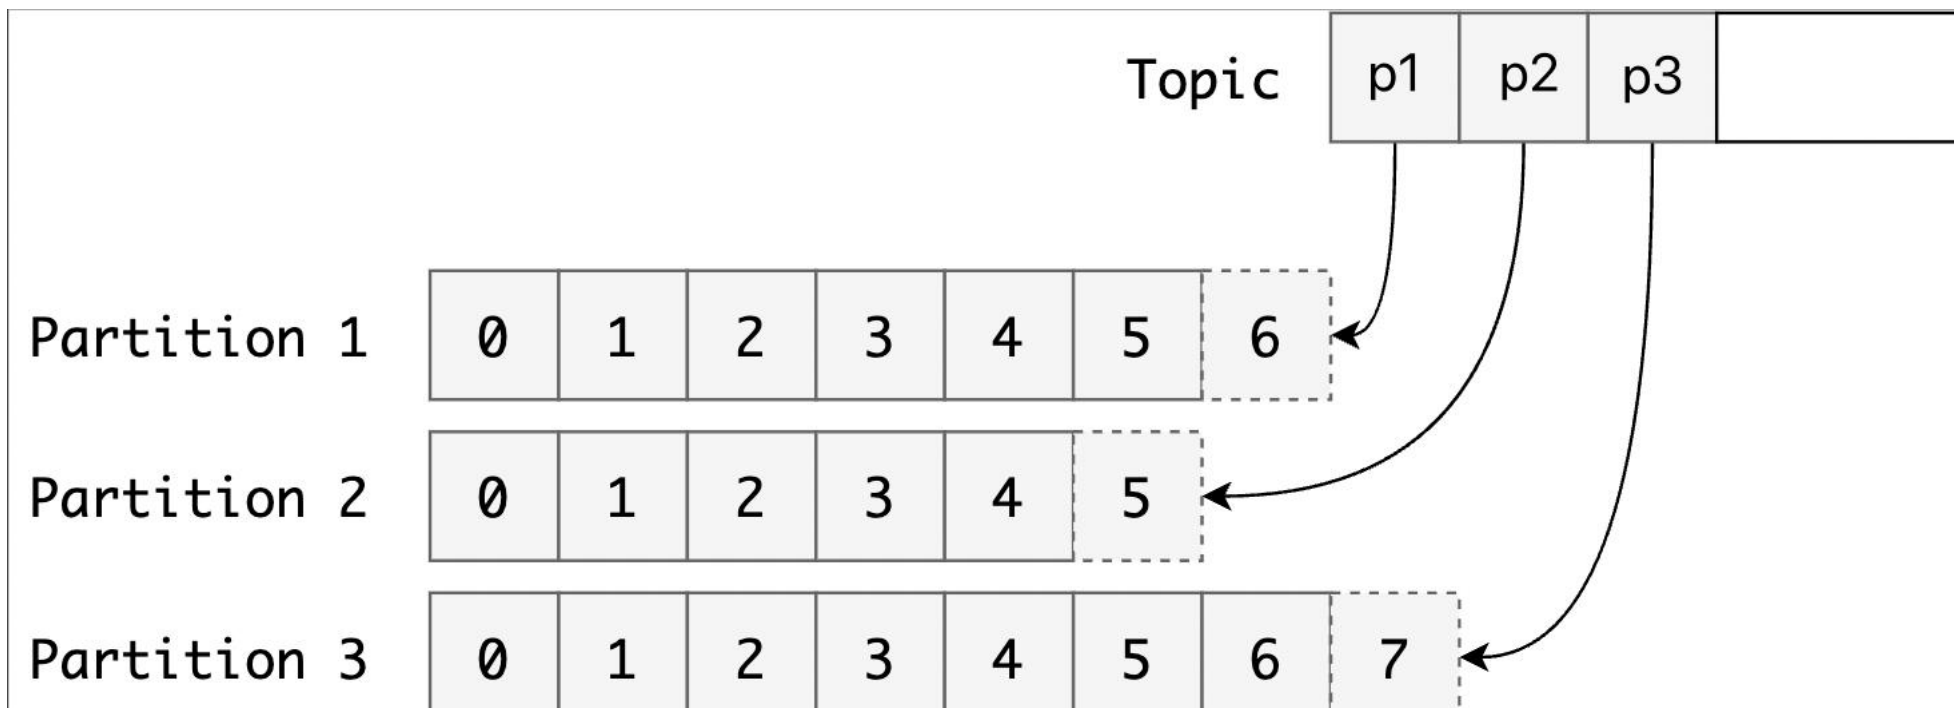 Topic p1 p2 p3
Partition 1 0 1 2 3 4 5 6
Partition 2 0 1 2 3 4 5
Partition 3 0 1 2 3 4 5 6 7